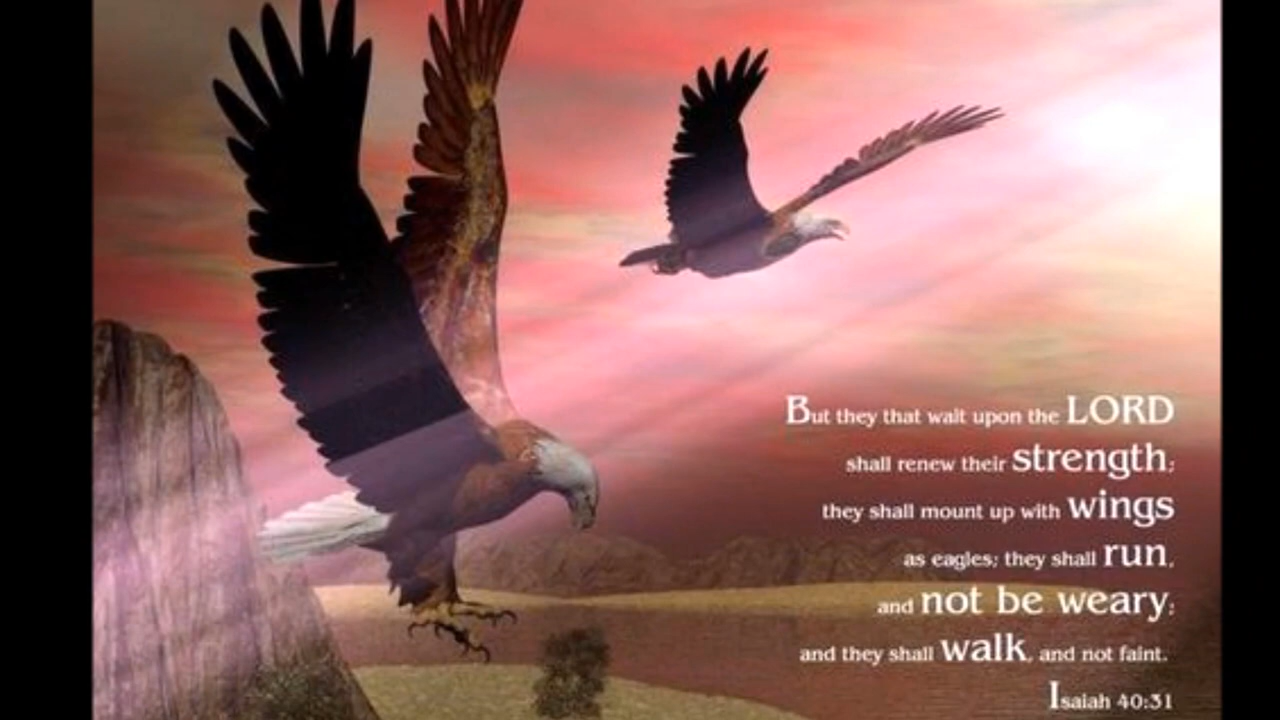 But they that wait upon the LORD
shall renew their strength;
they shall mount up with wings
as eagles; they shall run,
and not be weary;
and they shall walk, and not faint.
Isaiah 40:31